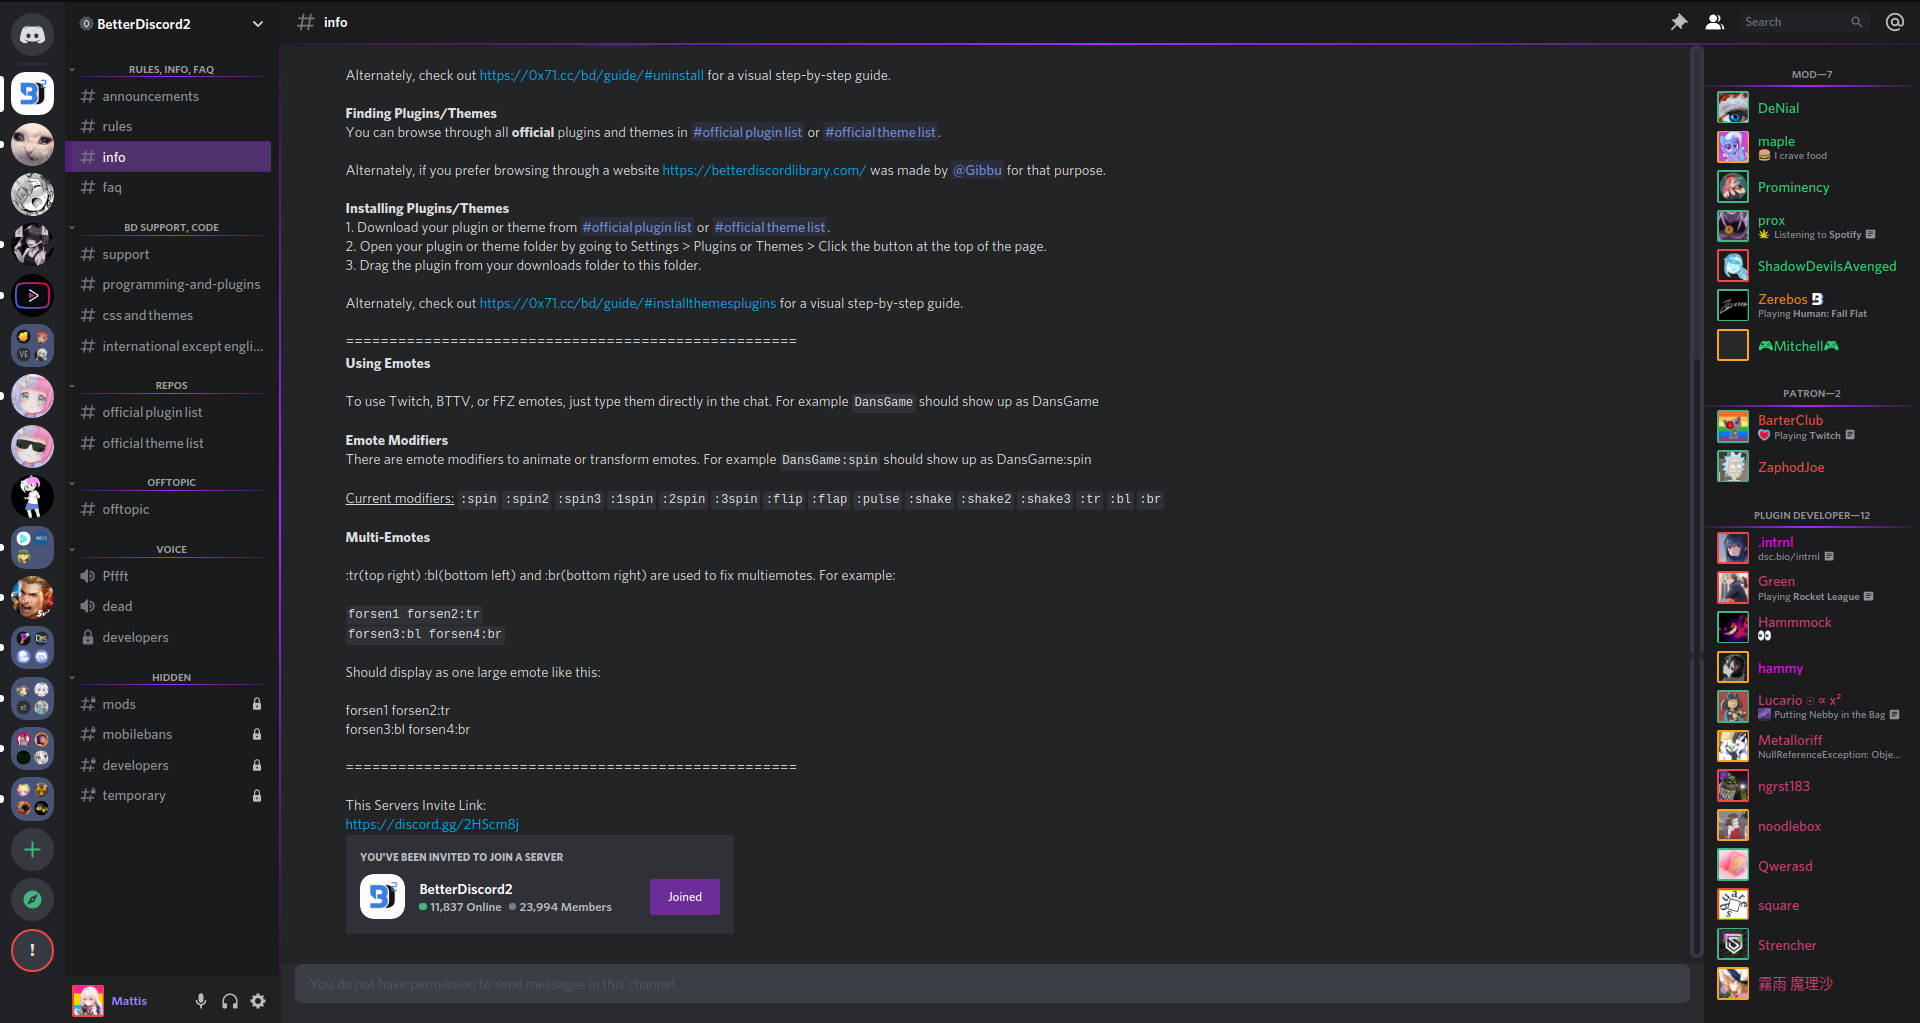 BetterDiscord2
info
Search
RULES, INFO, FAQ
announcements
rules
info
faq
BD SUPPORT, CODE
support
programming-and-plugins
css and themes
international except engli...
REPOS
official plugin list
official theme list
OFFTOPIC
offtopic
VOICE
Pffft
dead
developers
HIDDEN
mods
mobilebans
developers
temporary
Mattis
Alternately, check out https://0x71.cc/bd/guide/#uninstall for a visual step-by-step guide.
Finding Plugins/Themes
You can browse through all official plugins and themes in #official plugin list or #official theme list.
Alternately, if you prefer browsing through a website https://betterdiscordlibrary.com/ was made by @Gibbu for that purpose.
Installing Plugins/Themes
1. Download your plugin or theme from #official plugin list or #official theme list.
2. Open your plugin or theme folder by going to Settings > Plugins or Themes > Click the button at the top of the page.
3. Drag the plugin from your downloads folder to this folder.
Alternately, check out https://0x71.cc/bd/guide/#installthemesplugins for a visual step-by-step guide.
====================================================
Using Emotes
To use Twitch, BTTV, or FFZ emotes, just type them directly in the chat. For example DansGame should show up as DansGame
Emote Modifiers
There are emote modifiers to animate or transform emotes. For example DansGame:spin should show up as DansGame:spin
Current modifiers: :spin :spin2 :spin3 :1spin :2spin :3spin :flip :flap :pulse :shake :shake2 :shake3 :tr :bl :br
Multi-Emotes
:tr(top right) :bl(bottom left) and :br(bottom right) are used to fix multiemotes. For example:
forsen1 forsen2:tr
forsen3:bl forsen4:br
Should display as one large emote like this:
forsen1 forsen2:tr
forsen3:bl forsen4:br
====================================================
This Servers Invite Link:
https://discord.gg/2HScm8j
YOU'VE BEEN INVITED TO JOIN A SERVER
BetterDiscord2
11,837 Online 23,994 Members
Joined
You do not have permission to send messages in this channel.
MOD—7
DeNial
maple
I crave food
Prominency
prox
Listening to Spotify
ShadowDevilsAvenged
Zerebos
Playing Human: Fall Flat
🎮Mitchell🎮
PATRON—2
BarterClub
Playing Twitch
ZaphodJoe
PLUGIN DEVELOPER—12
.intrnl
dsc.bio/intrnl
Green
Playing Rocket League
Hammmock
👀
hammy
Lucario ☉ ∝ x²
Putting Nebby in the Bag
Metalloriff
NullReferenceException: Obje...
ngrst183
noodlebox
Qwerasd
square
Strencher
霧雨 魔理沙